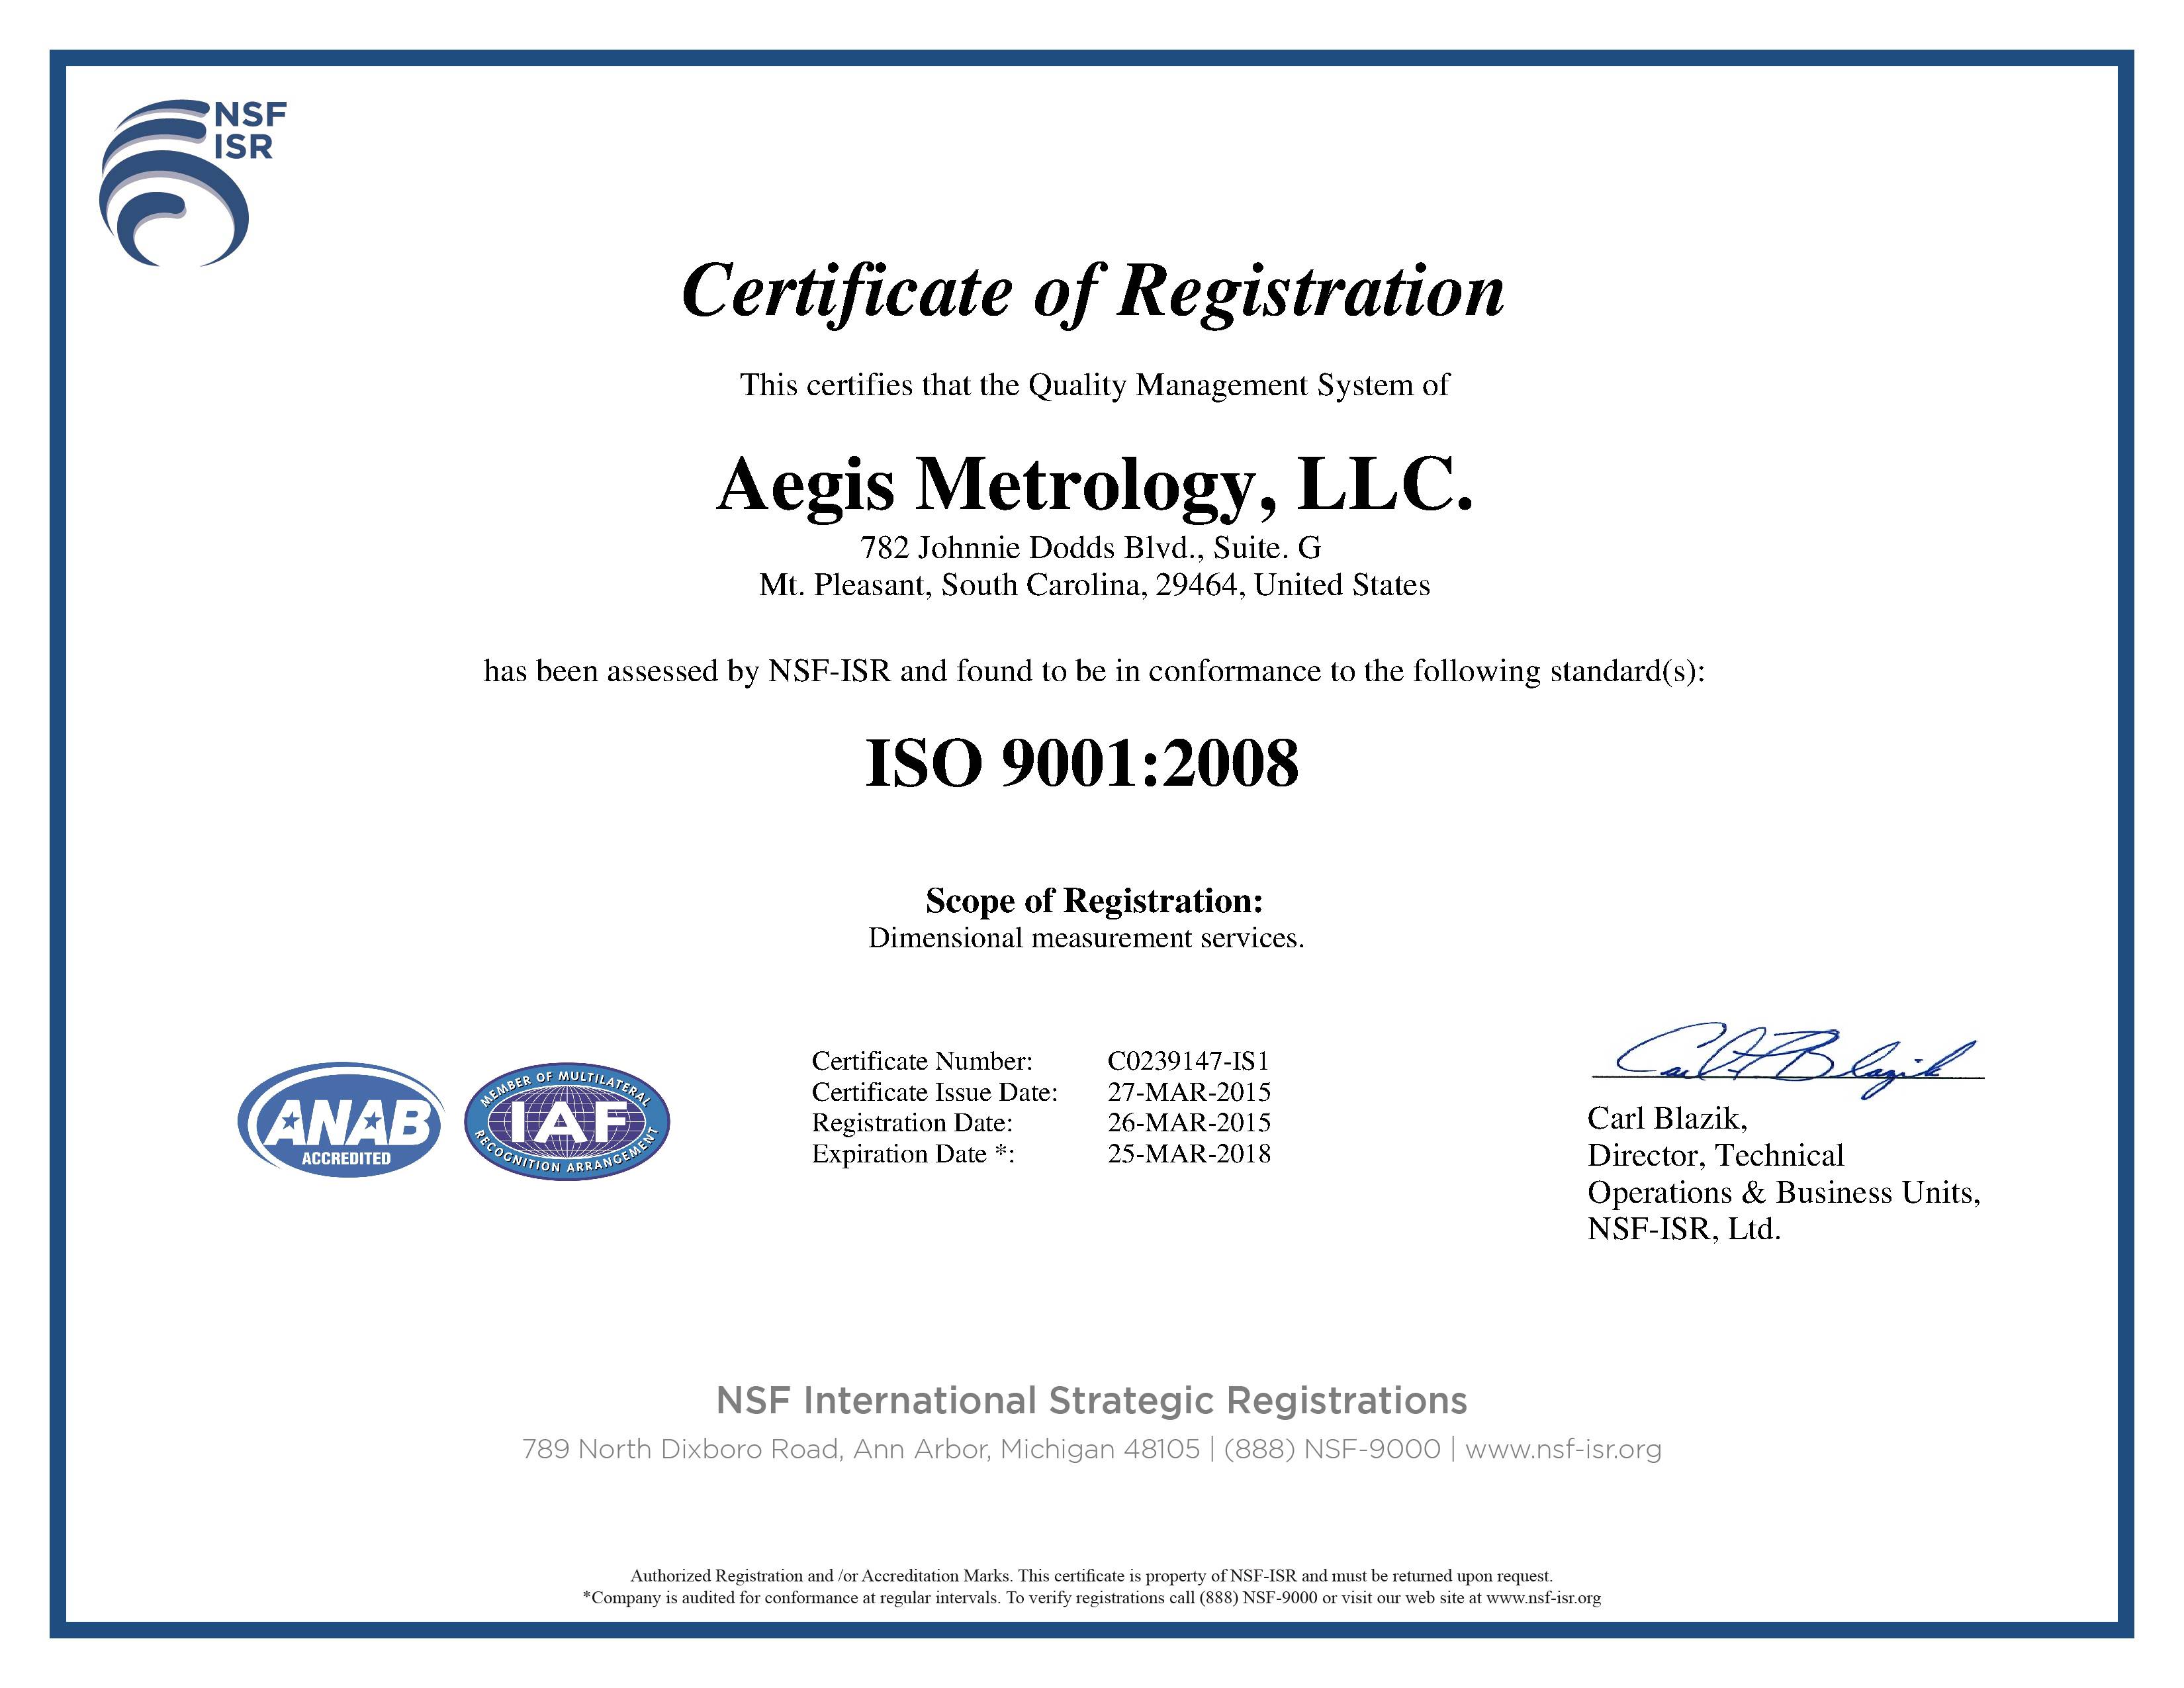 NSF
ISR
Certificate of Registration
This certifies that the Quality Management System of
Aegis Metrology, LLC.
782 Johnnie Dodds Blvd., Suite. G
Mt. Pleasant, South Carolina, 29464, United States
has been assessed by NSF-ISR and found to be in conformance to the following standard(s):
ISO 9001:2008
Scope of Registration:
Dimensional measurement services.
ANAB
ACCREDITED
MEMBER OF MULTILATERAL
IAF
RECOGNITION ARRANGEMENT
Certificate Number: C0239147-IS1
Certificate Issue Date: 27-MAR-2015
Registration Date: 26-MAR-2015
Expiration Date *: 25-MAR-2018
Carl Blazik
Carl Blazik,
Director, Technical
Operations & Business Units,
NSF-ISR, Ltd.
NSF International Strategic Registrations
789 North Dixboro Road, Ann Arbor, Michigan 48105 | (888) NSF-9000 | www.nsf-isr.org
Authorized Registration and /or Accreditation Marks. This certificate is property of NSF-ISR and must be returned upon request.
*Company is audited for conformance at regular intervals. To verify registrations call (888) NSF-9000 or visit our web site at www.nsf-isr.org